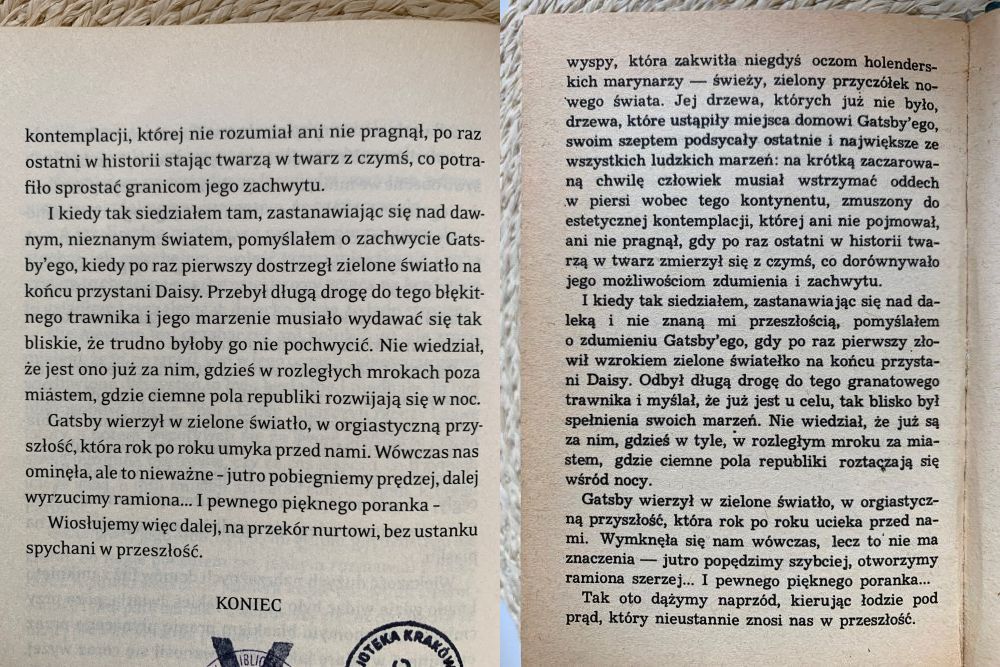 kontemplacji, której nie rozumiał ani nie pragnął, po raz
ostatni w historii stając twarzą w twarz z czymś, co potra-
fiło sprostać granicom jego zachwytu.
I kiedy tak siedziałem tam, zastanawiając się nad daw-
nym, nieznanym światem, pomyślałem o zachwycie Gats-
by'ego, kiedy po raz pierwszy dostrzegł zielone światło na
końcu przystani Daisy. Przebył długą drogę do tego błękit-
nego trawnika i jego marzenie musiało wydawać się tak
bliskie, że trudno byłoby go nie pochwycić. Nie wiedział,
że jest ono już za nim, gdzieś w rozległych mrokach poza
miastem, gdzie ciemne pola republiki rozwijają się w noc.
Gatsby wierzył w zielone światło, w orgiastyczną przy-
szłość, która rok po roku umyka przed nami. Wówczas nas
ominęła, ale to nieważne – jutro pobiegniemy prędzej, dalej
wyrzucimy ramiona... I pewnego pięknego poranka –
Wiosłujemy więc dalej, na przekór nurtowi, bez ustanku
spychani w przeszłość.
KONIEC
wyspy, która zakwitła niegdyś oczom holenders-
kich marynarzy — świeży, zielony przyczółek no-
wego świata. Jej drzewa, których już nie było,
drzewa, które ustąpiły miejsca domowi Gatsby'ego,
swoim szeptem podsycały ostatnie i największe ze
wszystkich ludzkich marzeń: na krótką zaczarowa-
ną chwilę człowiek musiał wstrzymać oddech
w piersi wobec tego kontynentu, zmuszony do
estetycznej kontemplacji, której ani nie pojmował,
ani nie pragnął, gdy po raz ostatni w historii twa-
rzą w twarz zmierzył się z czymś, co dorównywało
jego możliwościom zdumienia i zachwytu.
I kiedy tak siedziałem, zastanawiając się nad da-
leką i nie znaną mi przeszłością, pomyślałem
o zdumieniu Gatsby'ego, gdy po raz pierwszy zło-
wił wzrokiem zielone światełko na końcu przysta-
ni Daisy. Odbył długą drogę do tego granatowego
trawnika i myślał, że już jest u celu, tak blisko był
spełnienia swoich marzeń. Nie wiedział, że już są
za nim, gdzieś w tyle, w rozległym mroku za mia-
stem, gdzie ciemne pola republiki roztaczają się
wśród nocy.
Gatsby wierzył w zielone światło, w orgiastycz-
ną przyszłość, która rok po roku ucieka przed na-
mi. Wymknęła się nam wówczas, lecz to nie ma
znaczenia — jutro popędzimy szybciej, otworzymy
ramiona szerzej... I pewnego pięknego poranka...
Tak oto dążymy naprzód, kierując łodzie pod
prąd, który nieustannie znosi nas w przeszłość.